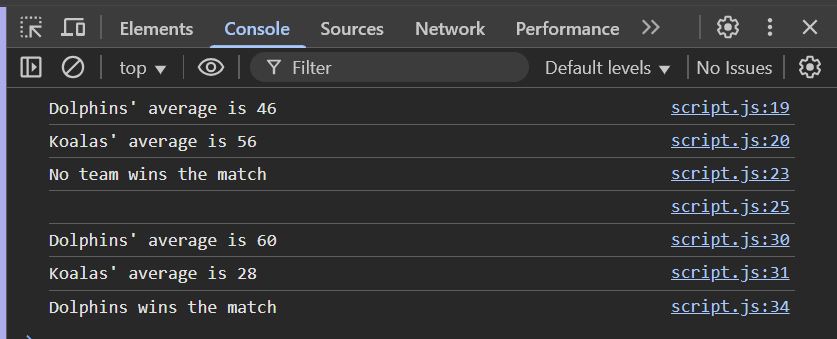 Elements Console Sources Network Performance
top Filter Default levels No Issues
Dolphins' average is 46 script.js:19
Koalas' average is 56 script.js:20
No team wins the match script.js:23
script.js:25
Dolphins' average is 60 script.js:30
Koalas' average is 28 script.js:31
Dolphins wins the match script.js:34